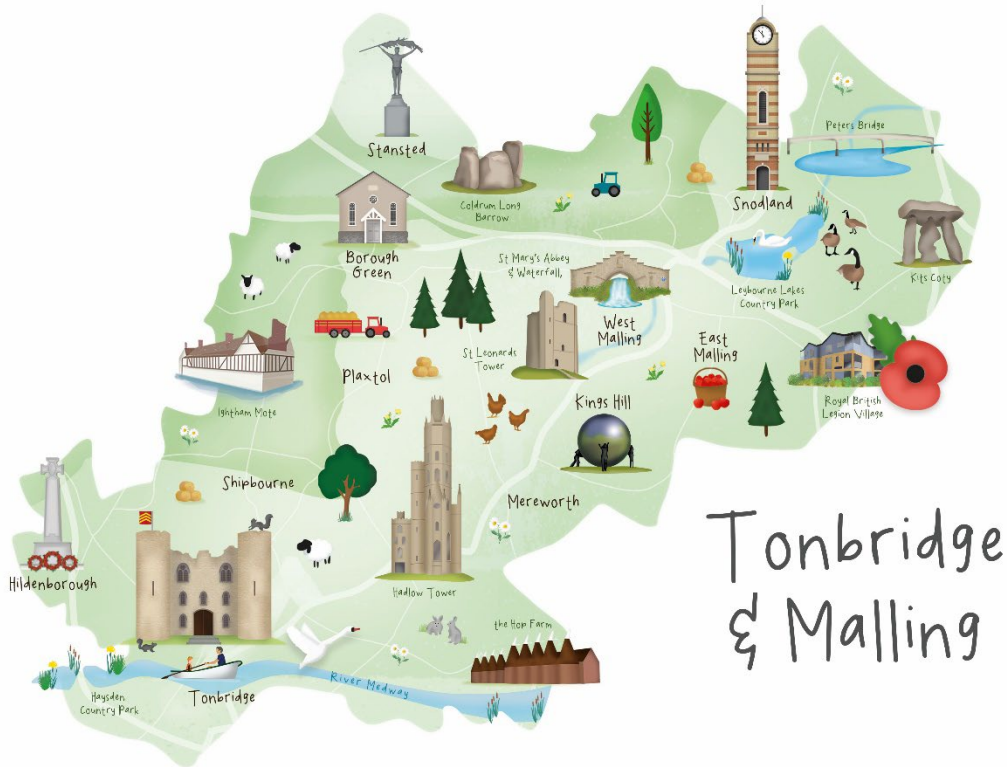 Stansted
Peters Bridge
Coldrum Long
Barrow
Snodland
Borough
Green
St Mary's Abbey
& Waterfall,
Leybourne Lakes
Country Park
Kits Coty
West
Malling
East
Malling
St Leonards
Tower
Plaxtol
Ightham Mote
Kings Hill
Royal British
Legion Village
Shipbourne
Mereworth
Tonbridge
& Malling
Hildenborough
Hadlow Tower
the Hop Farm
River Medway
Haysden
Country Park
Tonbridge